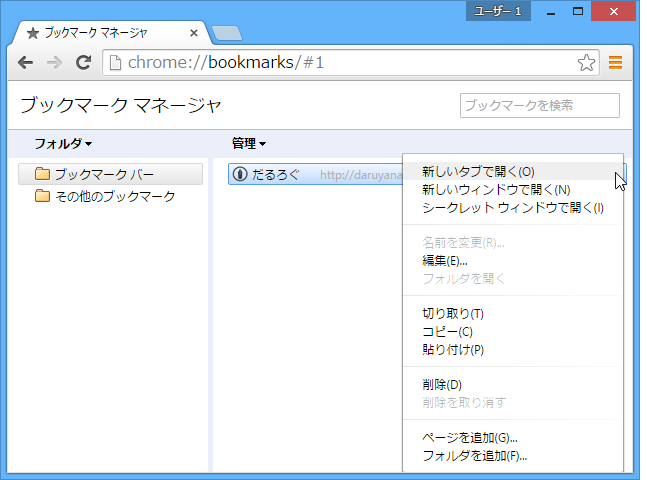 ユーザー 1
ブックマーク マネージャ
chrome://bookmarks/#1
ブックマーク マネージャ
ブックマークを検索
フォルダ
管理
ブックマーク バー
その他のブックマーク
だるろぐ http://daruyana
新しいタブで開く(O)
新しいウィンドウで開く(N)
シークレット ウィンドウで開く(I)
名前を変更(R)...
編集(E)...
フォルダを開く
切り取り(T)
コピー(C)
貼り付け(P)
削除(D)
削除を取り消す
ページを追加(G)...
フォルダを追加(F)...